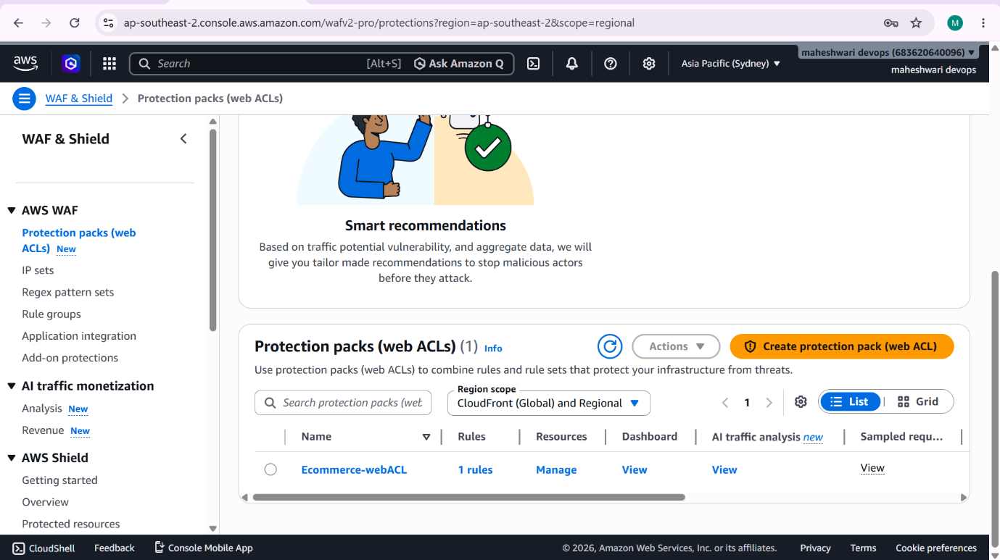 ap-southeast-2.console.aws.amazon.com/wafv2-pro/protections?region=ap-southeast-2&scope=regional
M
aws
Search
[Alt+S]
Ask Amazon Q
Asia Pacific (Sydney)
maheshwari devops (683620640096)
maheshwari devops
WAF & Shield
Protection packs (web ACLs)
WAF & Shield
AWS WAF
Protection packs (web
ACLs) New
IP sets
Regex pattern sets
Rule groups
Application integration
Add-on protections
AI traffic monetization
Analysis New
Revenue New
AWS Shield
Getting started
Overview
Protected resources
Smart recommendations
Based on traffic potential vulnerability, and aggregate data, we will
give you tailor made recommendations to stop malicious actors
before they attack.
Protection packs (web ACLs) (1) Info
Actions
Create protection pack (web ACL)
Use protection packs (web ACLs) to combine rules and rule sets that protect your infrastructure from threats.
Search protection packs (web
Region scope
CloudFront (Global) and Regional
1
List
Grid
Name
Rules
Resources
Dashboard
AI traffic analysis new
Sampled requ...
Ecommerce-webACL
1 rules
Manage
View
View
View
CloudShell
Feedback
Console Mobile App
© 2026, Amazon Web Services, Inc. or its affiliates.
Privacy
Terms
Cookie preferences